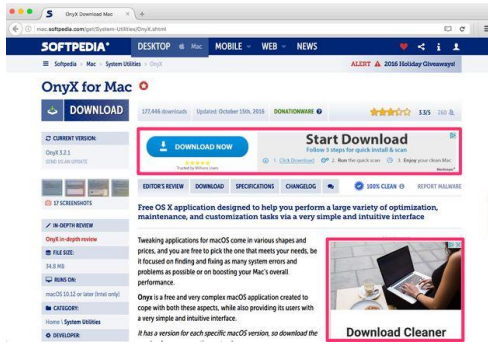 OnyX Download Mac
mac.softpedia.com/get/System-Utilities/OnyX.shtml
SOFTPEDIA
DESKTOP
Mac
MOBILE
WEB
NEWS
Softpedia > Mac > System Utilities > OnyX
ALERT 2016 Holiday Giveaways!
OnyX for Mac
DOWNLOAD
177,446 downloads Updated: October 13th, 2016 DONATIONWARE
3.3/5
CURRENT VERSION:
OnyX 3.2.1
SEND US AN UPDATE
DOWNLOAD NOW
Start Download
Follow 3 steps for quick install & scan
1. Click Download 2. Run the quick scan 3. Enjoy your clean Mac
Trusted by Millions Users
EDITOR'S REVIEW DOWNLOAD SPECIFICATIONS CHANGELOG 100% CLEAN REPORT MALWARE
17 SCREENSHOTS
Free OS X application designed to help you perform a large variety of optimization,
maintenance, and customization tasks via a very simple and intuitive interface
IN-DEPTH REVIEW
OnyX in-depth review
FILE SIZE:
34.8 MB
RUNS ON:
macOS 10.12 or later (Intel only)
CATEGORY:
Home \ System Utilities
DEVELOPER:
Tweaking applications for macOS come in various shapes and
prices, and you are free to pick the one that meets your needs, be
it focused on finding and fixing as many system errors and
problems as possible or on boosting your Mac's overall
performance.
Onyx is a free and very complex macOS application created to
cope with both these aspects, while also providing its users with
a very simple and intuitive interface.
It has a version for each specific macOS version, so download the
Download Cleaner